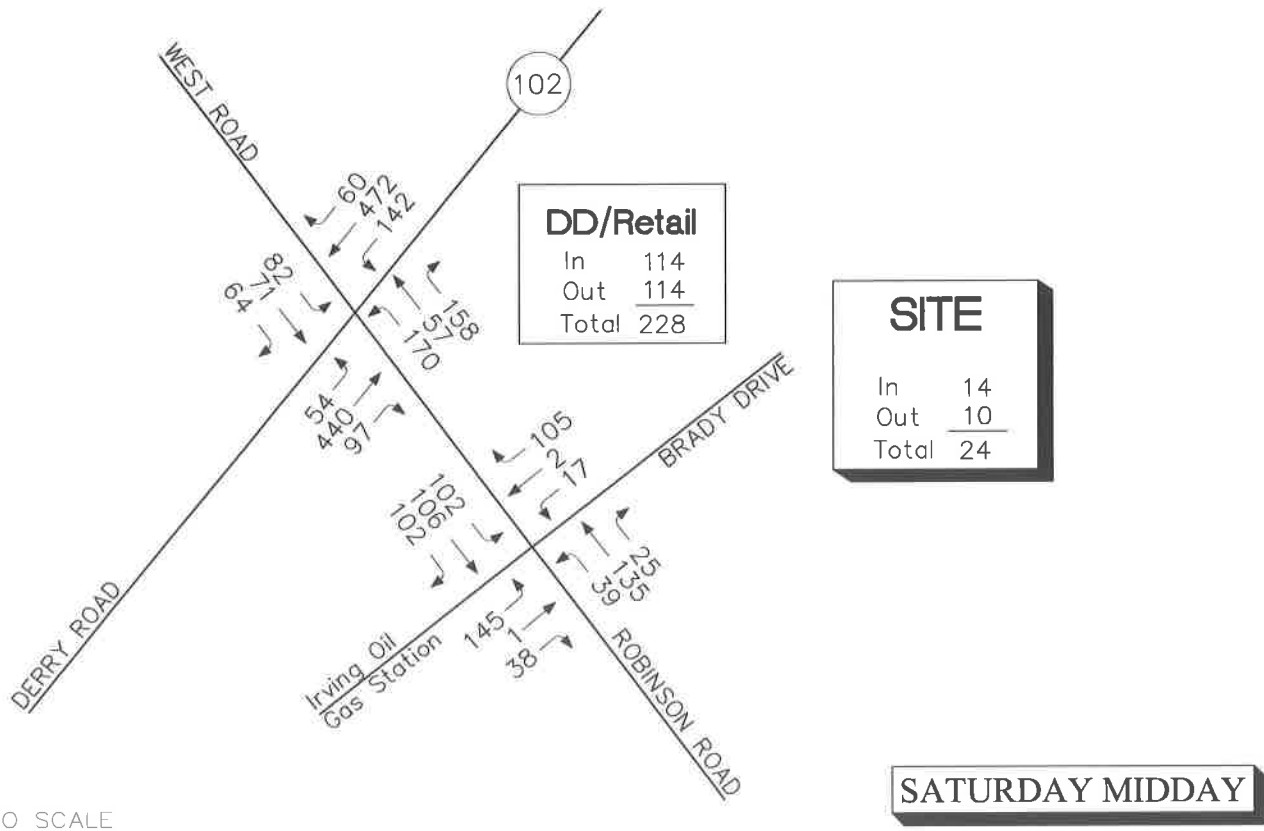 102
WEST ROAD
60
472
142
82
71
64
158
57
170
54
440
97
DD/Retail
In 114
Out 114
Total 228
SITE
In 14
Out 10
Total 24
BRADY DRIVE
105
2
17
102
106
102
25
135
39
145
1
38
DERRY ROAD
Irving Oil
Gas Station
ROBINSON ROAD
SATURDAY MIDDAY
O SCALE